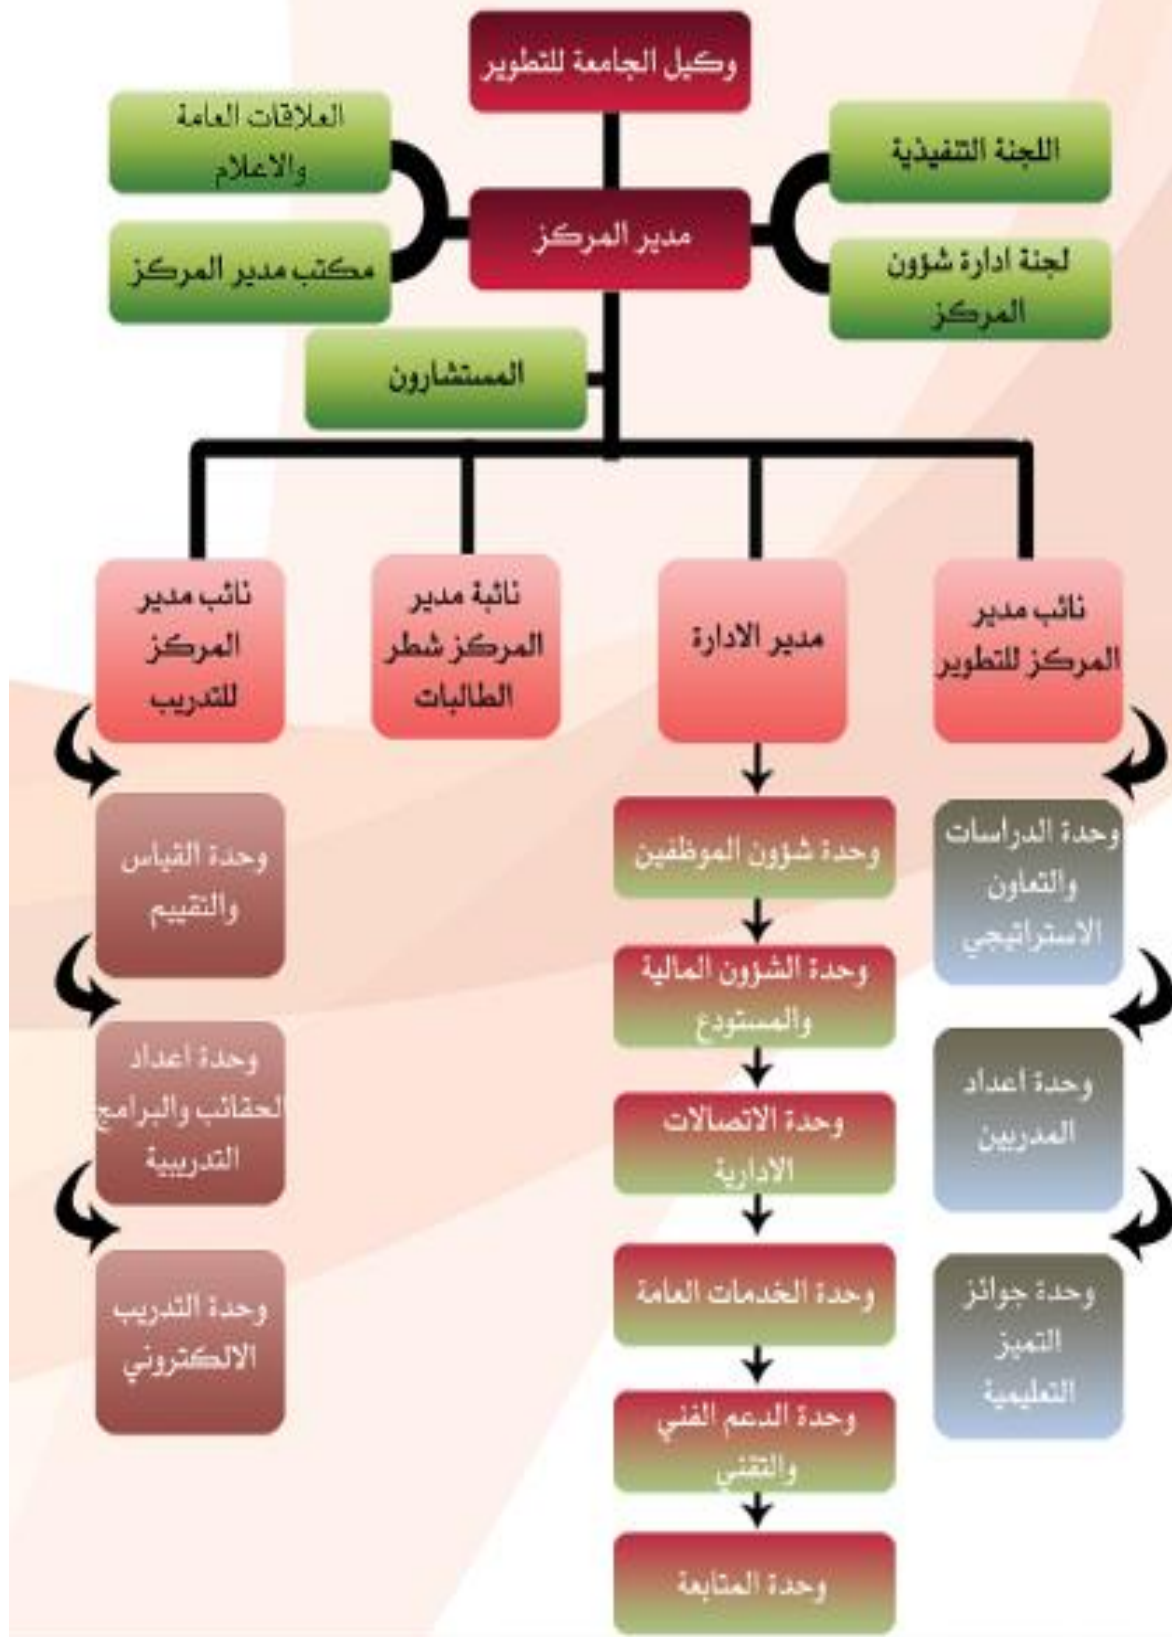 وكيل الجامعة للتطوير
اللجنة التنفيذية
العلاقات العامة
والاعلام
مدير المركز
لجنة ادارة شؤون
المركز
مكتب مدير المركز
المستشارون
نائب مدير
المركز للتطوير
مدير الادارة
نائبة مدير
المركز شطر
الطالبات
نائب مدير
المركز
للتدريب
وحدة الدراسات
والتعاون
الاستراتيجي
وحدة اعداد
المدربين
وحدة جوائز
التميز
التعليمية
وحدة شؤون الموظفين
وحدة الشؤون المالية
والمستودع
وحدة الاتصالات
الادارية
وحدة الخدمات العامة
وحدة الدعم الفني
والتقني
وحدة المتابعة
وحدة القياس
والتقييم
وحدة اعداد
لحقائب والبرامج
التدريبية
وحدة التدريب
الالكتروني